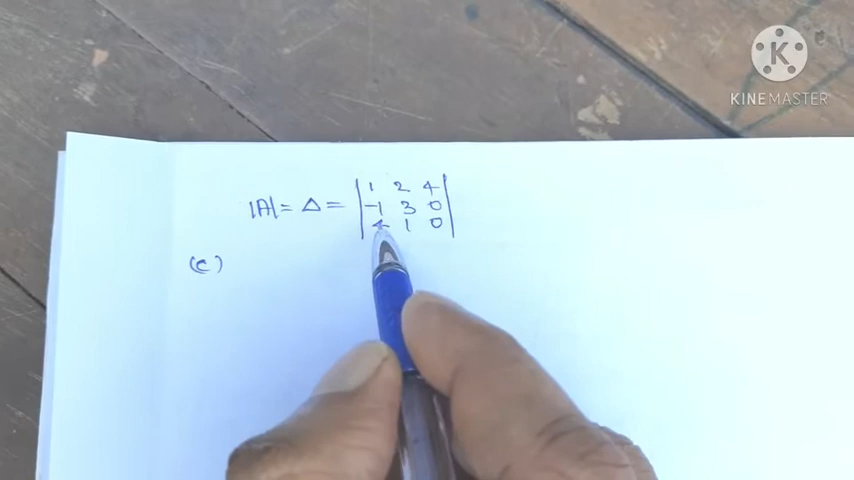 KINEMASTER
|A| = Δ = | 1 2 4 |
| -1 3 0 |
| 4 1 0 |
(C)